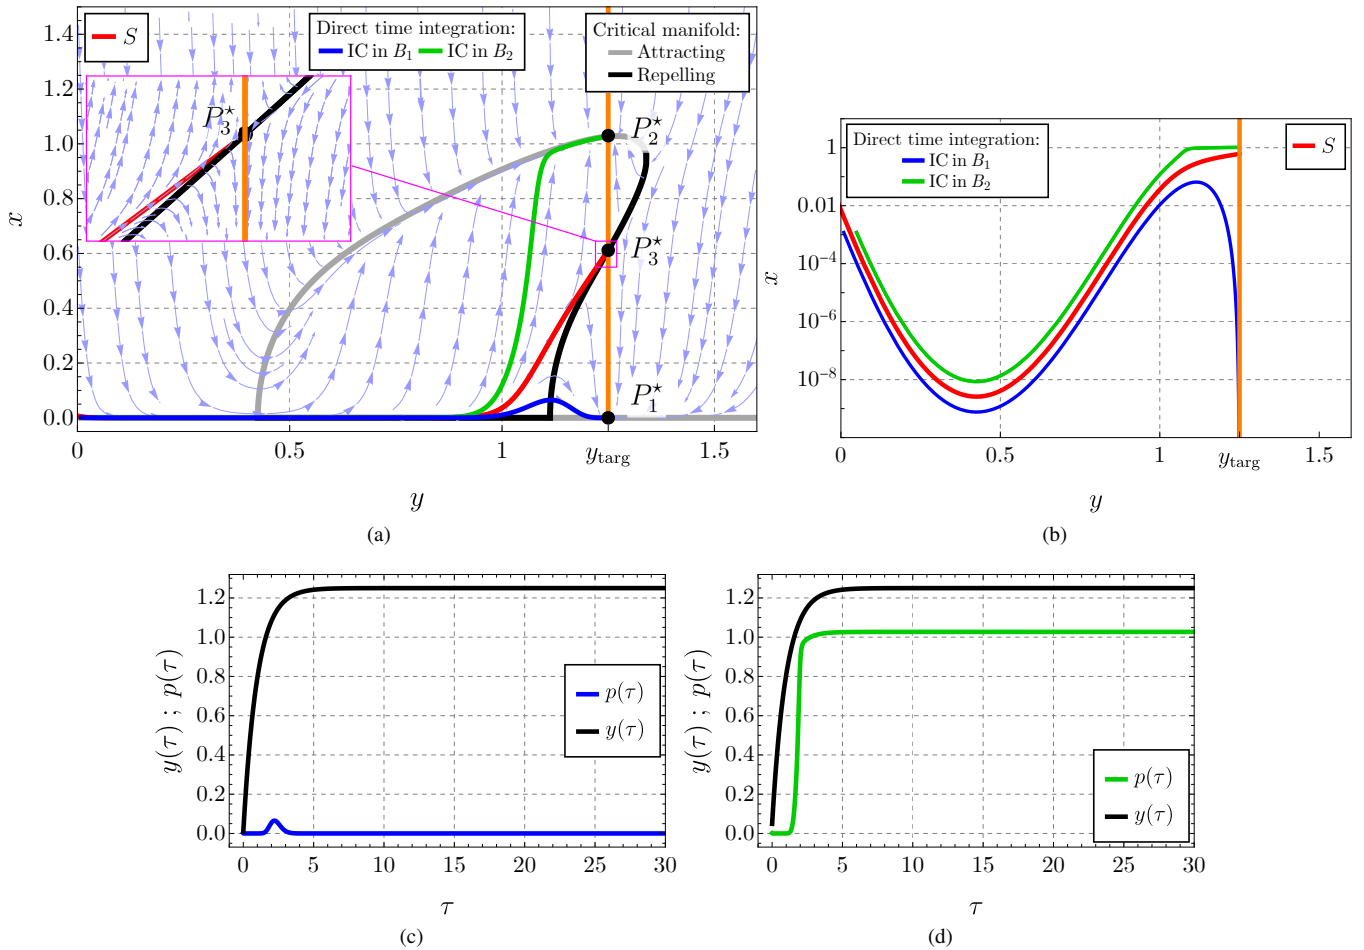 S
Direct time integration:
IC in B₁ IC in B₂
Critical manifold:
Attracting
Repelling
1.4
1.2
1.0
0.8
0.6
0.4
0.2
0.0
x
P₃⋆
P₂⋆
P₃⋆
P₁⋆
0 0.5 1 y_targ 1.5
y
(a)
Direct time integration:
IC in B₁
IC in B₂
S
1
0.01
10⁻⁴
10⁻⁶
10⁻⁸
x
0 0.5 1 y_targ 1.5
y
(b)
1.2
1.0
0.8
0.6
0.4
0.2
0.0
y(τ) ; p(τ)
p(τ)
y(τ)
0 5 10 15 20 25 30
τ
(c)
1.2
1.0
0.8
0.6
0.4
0.2
0.0
y(τ) ; p(τ)
p(τ)
y(τ)
0 5 10 15 20 25 30
τ
(d)